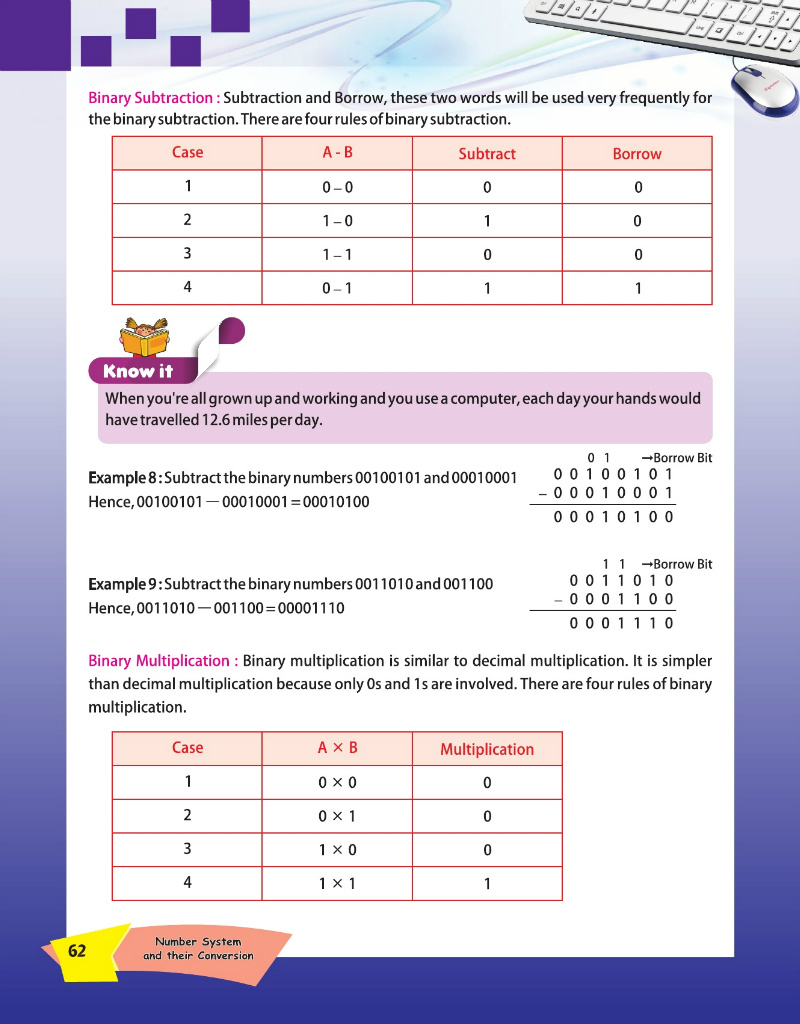 Binary Subtraction : Subtraction and Borrow, these two words will be used very frequently for
the binary subtraction. There are four rules of binary subtraction.
Case A - B Subtract Borrow
1 0 – 0 0 0
2 1 – 0 1 0
3 1 – 1 0 0
4 0 – 1 1 1
Know it
When you're all grown up and working and you use a computer, each day your hands would
have travelled 12.6 miles per day.
0 1 →Borrow Bit
Example 8 : Subtract the binary numbers 00100101 and 00010001
0 0 1 0 0 1 0 1
– 0 0 0 1 0 0 0 1
Hence, 00100101 — 00010001 = 00010100
0 0 0 1 0 1 0 0
1 1 →Borrow Bit
Example 9 : Subtract the binary numbers 0011010 and 001100
0 0 1 1 0 1 0
– 0 0 0 1 1 0 0
Hence, 0011010 — 001100 = 00001110
0 0 0 1 1 1 0
Binary Multiplication : Binary multiplication is similar to decimal multiplication. It is simpler
than decimal multiplication because only 0s and 1s are involved. There are four rules of binary
multiplication.
Case A × B Multiplication
1 0 × 0 0
2 0 × 1 0
3 1 × 0 0
4 1 × 1 1
62
Number System
and their Conversion